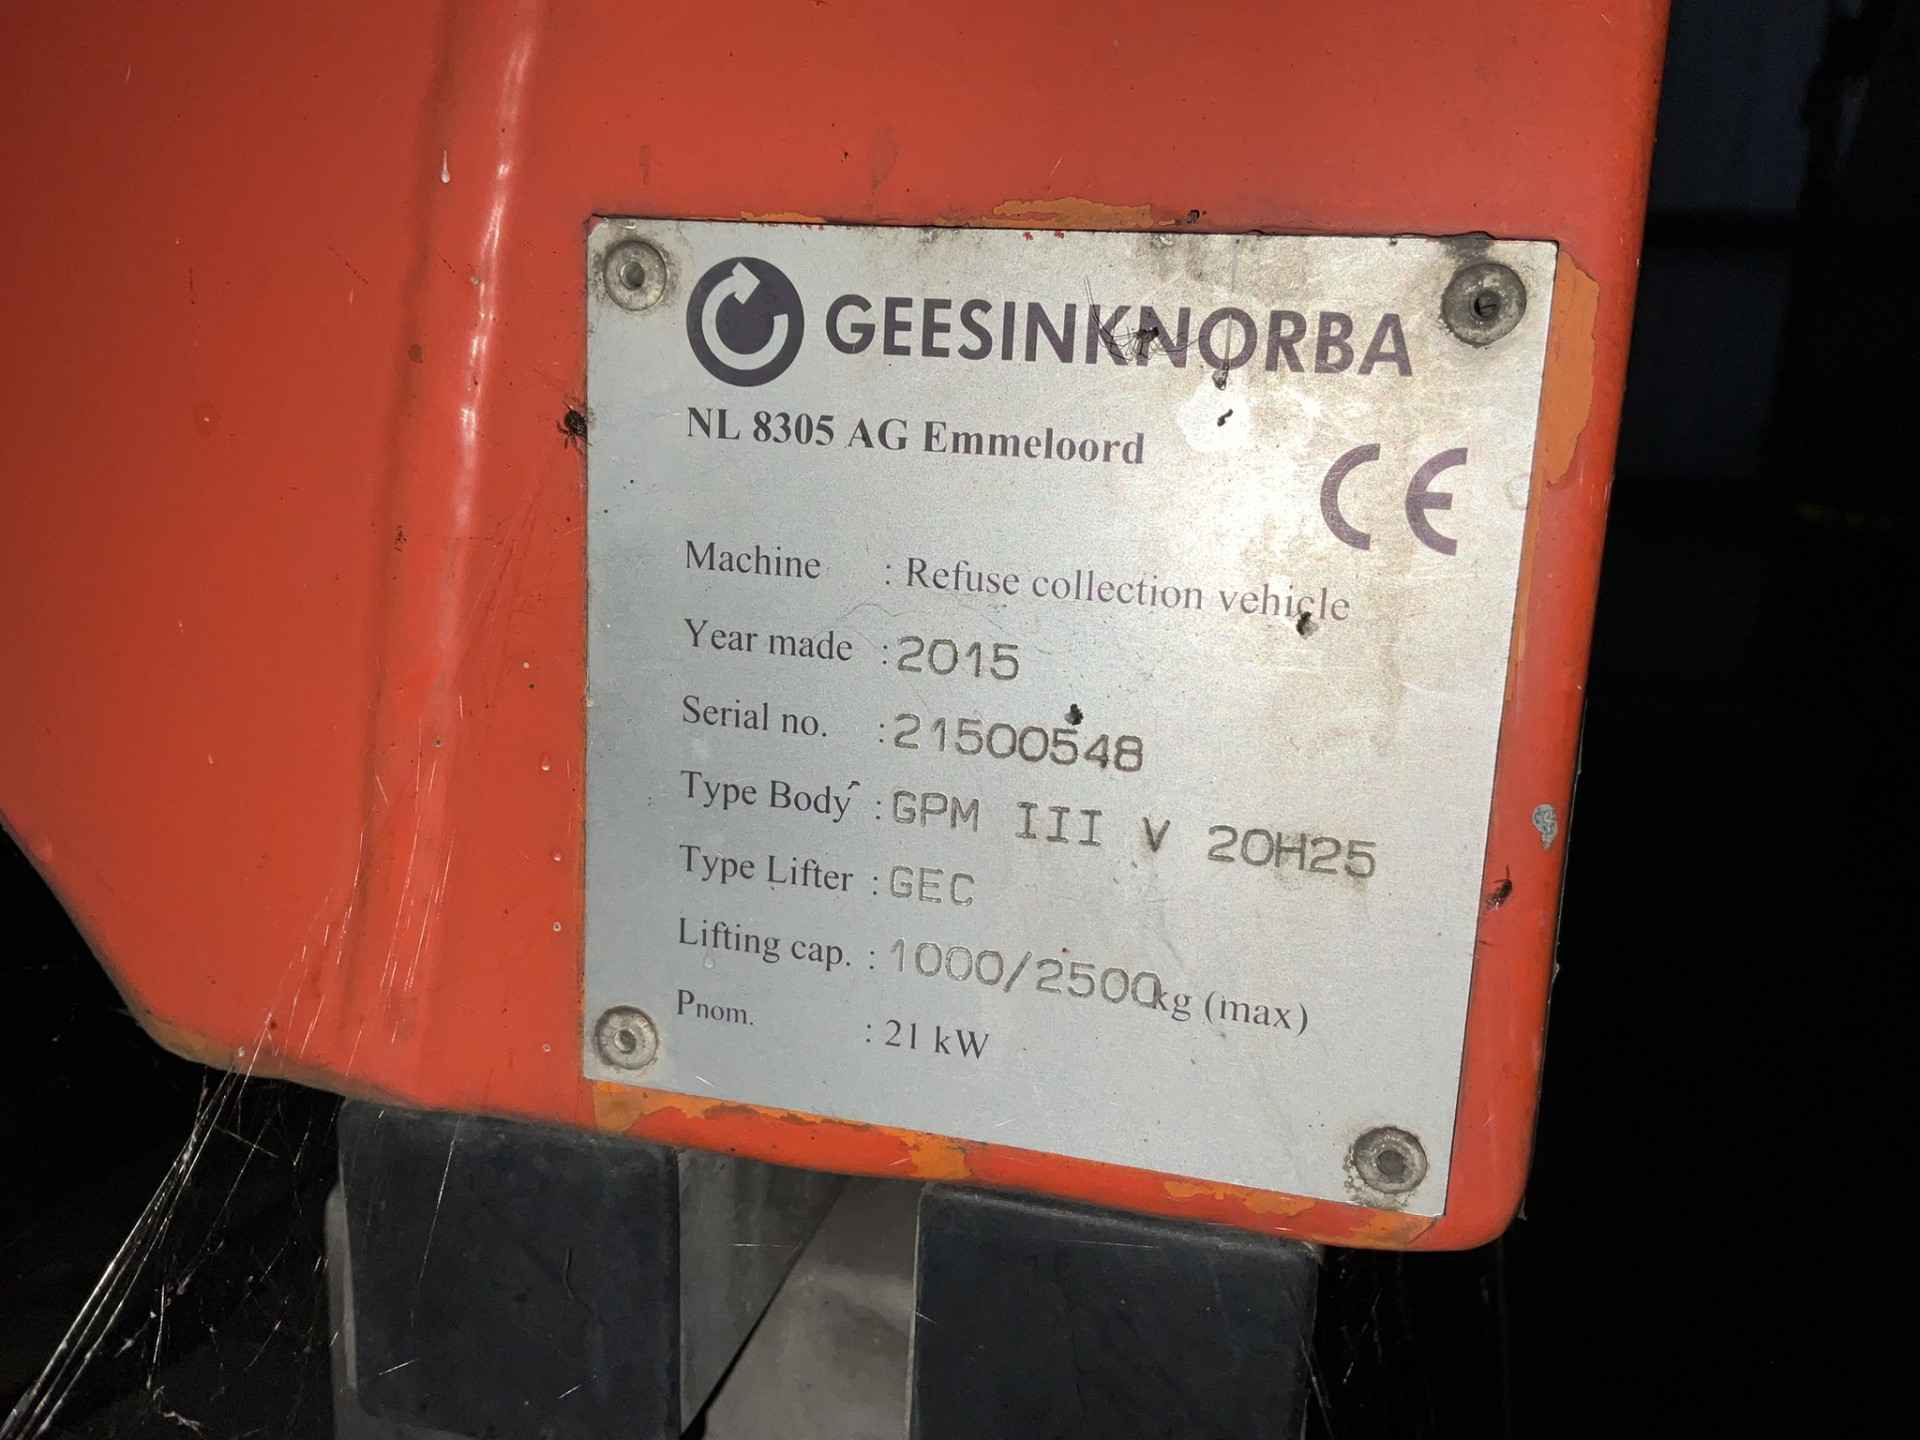 GEESINKNORBA
NL 8305 AG Emmeloord
CE
Machine : Refuse collection vehicle
Year made : 2015
Serial no. : 21500548
Type Body : GPM III V 20H25
Type Lifter : GEC
Lifting cap. : 1000/2500kg (max)
Pnom. : 21 kW